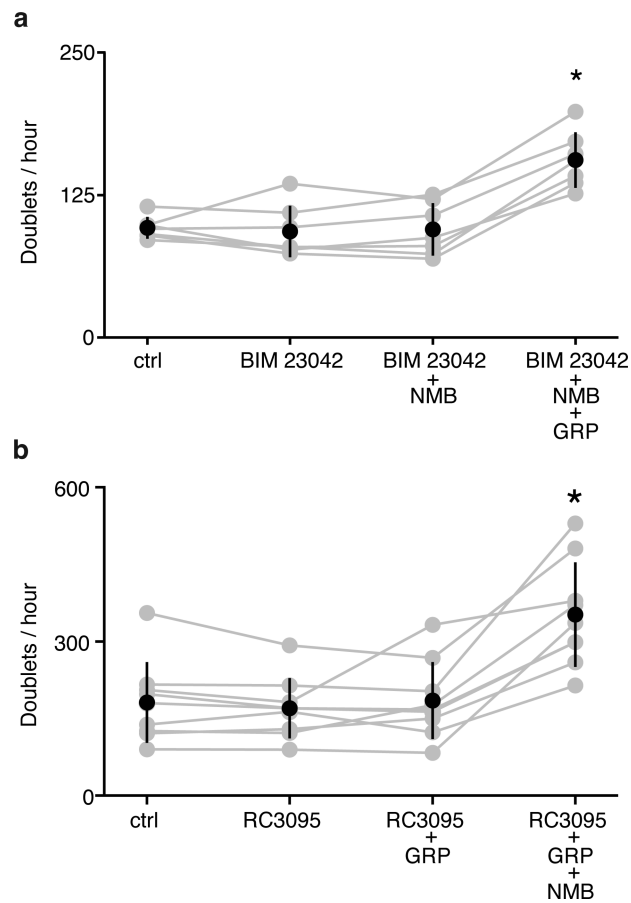 a
250
*
Doublets / hour
125
0
ctrl
BIM 23042
BIM 23042
+
NMB
BIM 23042
+
NMB
+
GRP
b
600
*
Doublets / hour
300
0
ctrl
RC3095
RC3095
+
GRP
RC3095
+
GRP
+
NMB